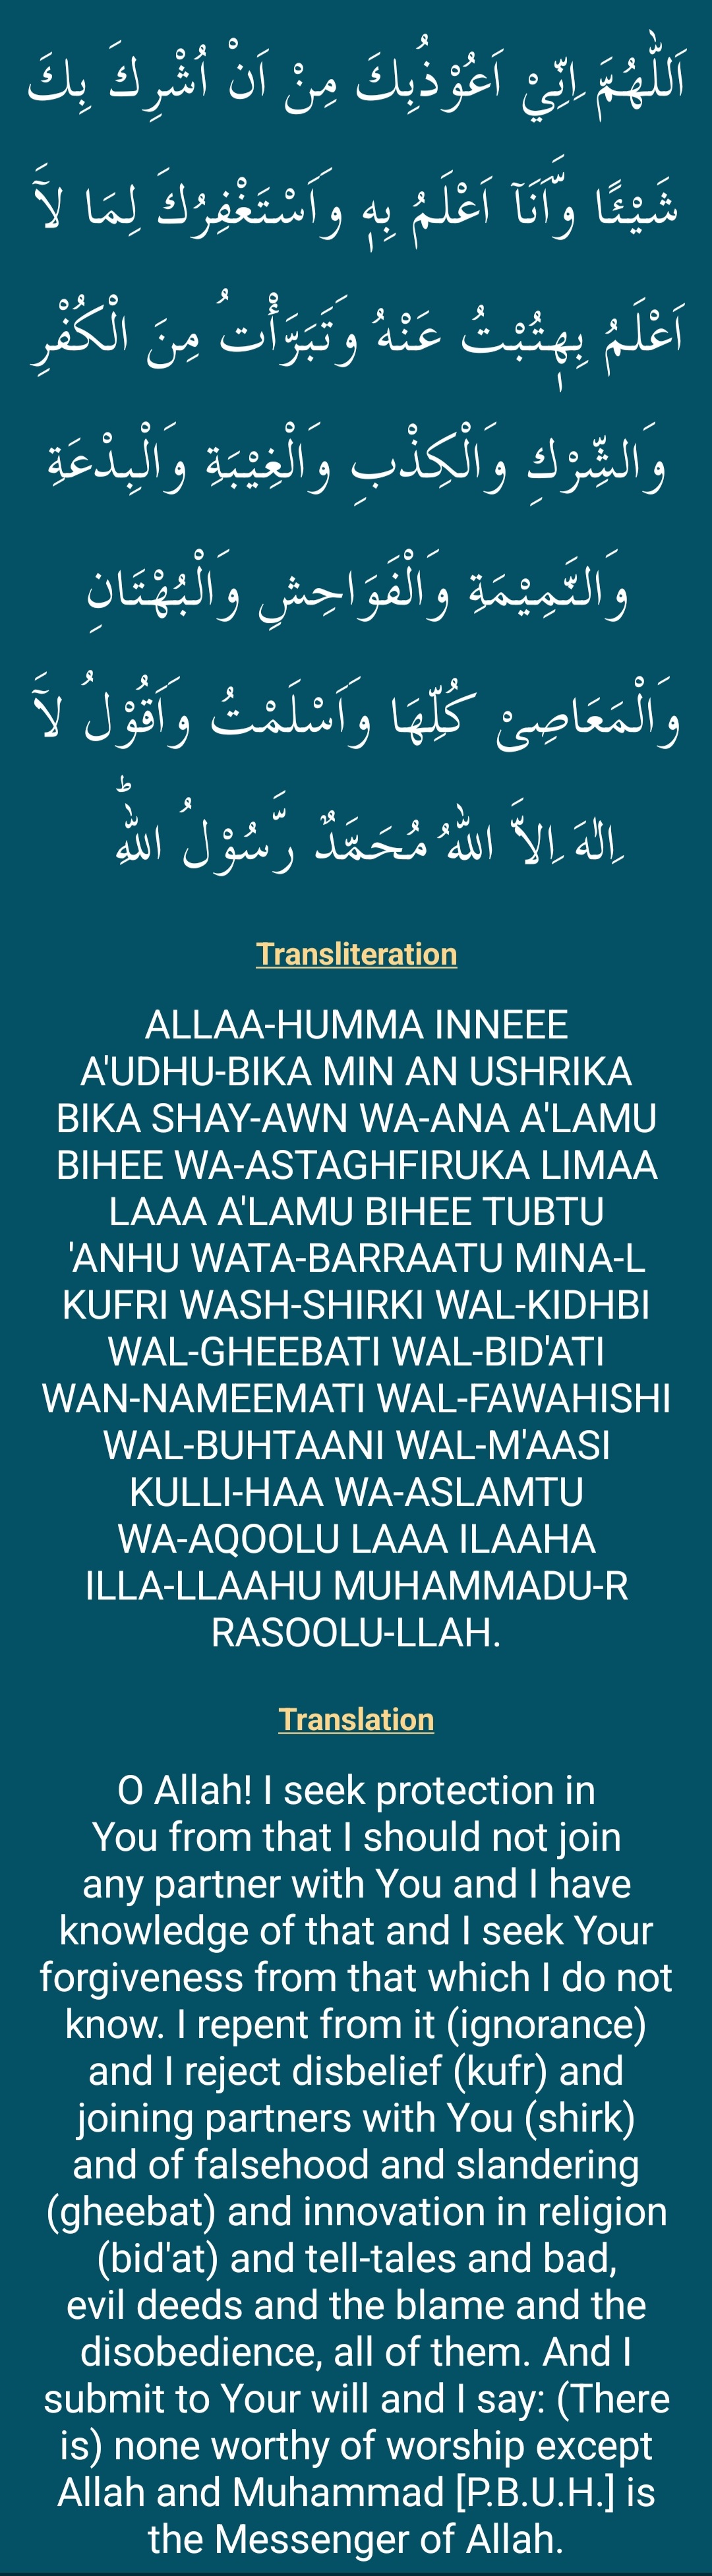 اَللّٰهُمَّ اِنِّيْ اَعُوْذُبِكَ مِنْ اَنْ اُشْرِكَ بِكَ
شَيْئًا وَّاَنَآ اَعْلَمُ بِهٖ وَاَسْتَغْفِرُكَ لِمَا لَآ
اَعْلَمُ بِهٖتُبْتُ عَنْهُ وَتَبَرَّأْتُ مِنَ الْكُفْرِ
وَالشِّرْكِ وَالْكِذْبِ وَالْغِيْبَةِ وَالْبِدْعَةِ
وَالنَّمِيْمَةِ وَالْفَوَاحِشِ وَالْبُهْتَانِ
وَالْمَعَاصِىْ كُلِّهَا وَاَسْلَمْتُ وَاَقُوْلُ لَآ
اِلٰهَ اِلاَّ اللّٰهُ مُحَمَّدٌ رَّسُوْلُ اللّٰهِؕ
Transliteration
ALLAA-HUMMA INNEEE
A'UDHU-BIKA MIN AN USHRIKA
BIKA SHAY-AWN WA-ANA A'LAMU
BIHEE WA-ASTAGHFIRUKA LIMAA
LAAA A'LAMU BIHEE TUBTU
'ANHU WATA-BARRAATU MINA-L
KUFRI WASH-SHIRKI WAL-KIDHBI
WAL-GHEEBATI WAL-BID'ATI
WAN-NAMEEMATI WAL-FAWAHISHI
WAL-BUHTAANI WAL-M'AASI
KULLI-HAA WA-ASLAMTU
WA-AQOOLU LAAA ILAAHA
ILLA-LLAAHU MUHAMMADU-R
RASOOLU-LLAH.
Translation
O Allah! I seek protection in
You from that I should not join
any partner with You and I have
knowledge of that and I seek Your
forgiveness from that which I do not
know. I repent from it (ignorance)
and I reject disbelief (kufr) and
joining partners with You (shirk)
and of falsehood and slandering
(gheebat) and innovation in religion
(bid'at) and tell-tales and bad,
evil deeds and the blame and the
disobedience, all of them. And I
submit to Your will and I say: (There
is) none worthy of worship except
Allah and Muhammad [P.B.U.H.] is
the Messenger of Allah.